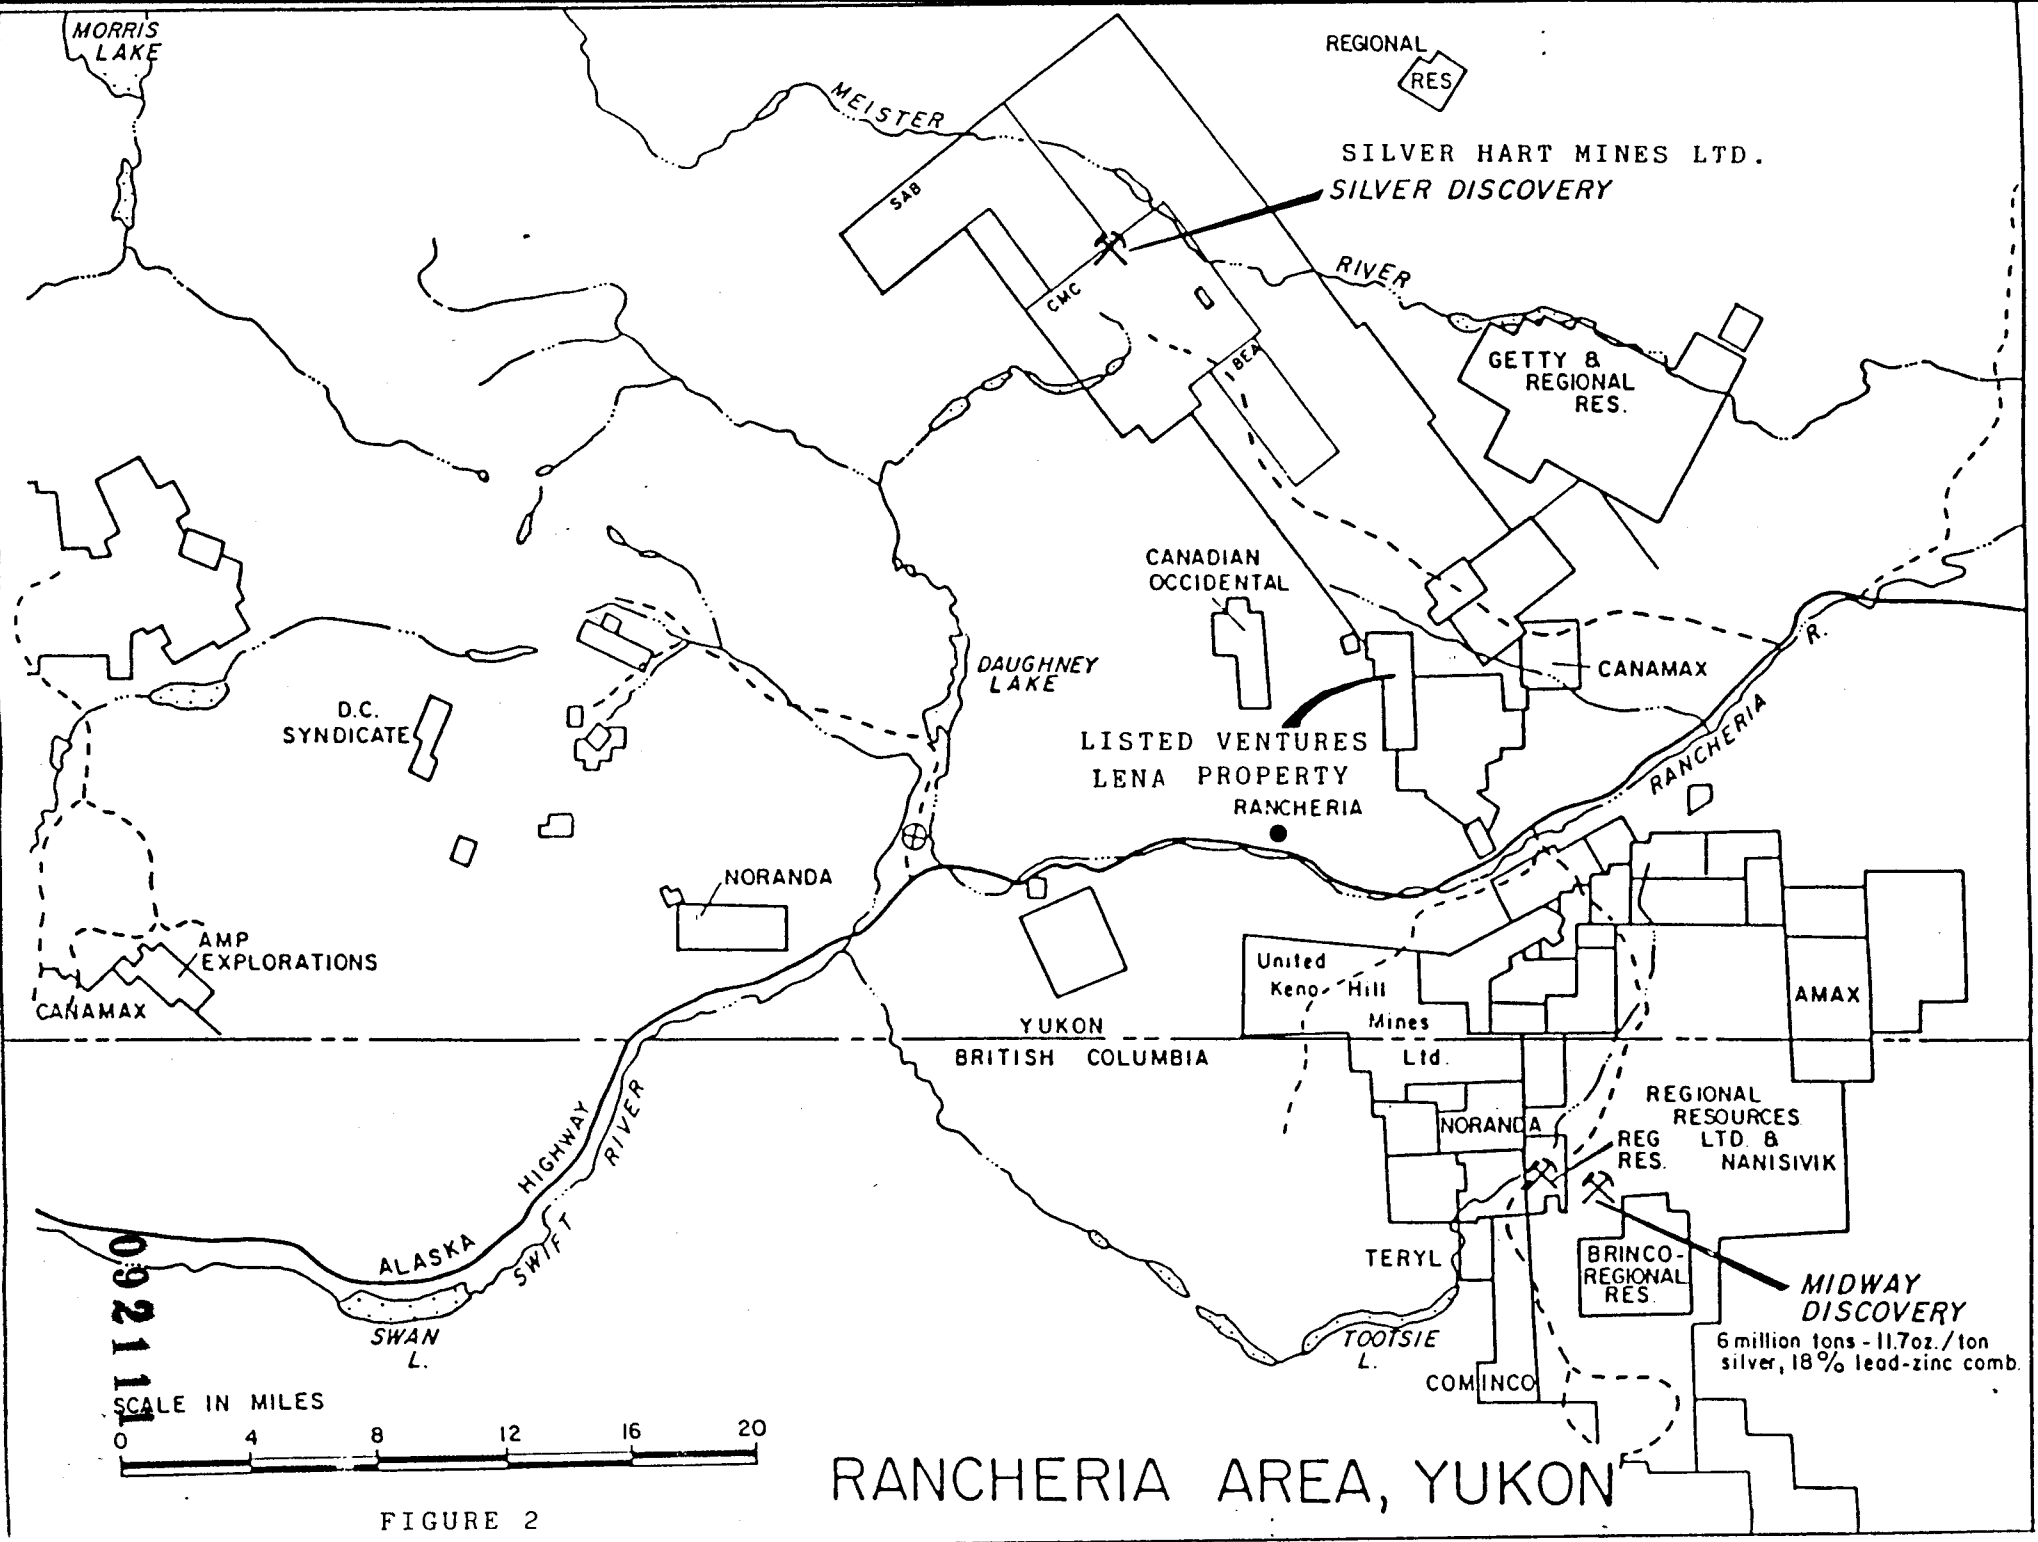 MORRIS
LAKE
MEISTER
REGIONAL
RES
SILVER HART MINES LTD.
SILVER DISCOVERY
SAB
CMC
BEA
RIVER
GETTY &
REGIONAL
RES.
CANADIAN
OCCIDENTAL
CANAMAX
R.
DAUGHNEY
LAKE
D.C.
SYNDICATE
LISTED VENTURES
LENA PROPERTY
RANCHERIA
RANCHERIA
NORANDA
AMP
EXPLORATIONS
CANAMAX
United
Keno Hill
Mines
Ltd.
AMAX
YUKON
BRITISH COLUMBIA
REGIONAL
RESOURCES
LTD. &
NANISIVIK
NORANDA
REG
RES.
HIGHWAY
RIVER
ALASKA
SWIFT
TERYL
BRINCO-
REGIONAL
RES.
MIDWAY
DISCOVERY
6 million tons - 11.7oz./ton
silver, 18% lead-zinc comb.
SWAN
L.
TOOTSIE
L.
COMINCO
092111
SCALE IN MILES
0 4 8 12 16 20
RANCHERIA AREA, YUKON
FIGURE 2